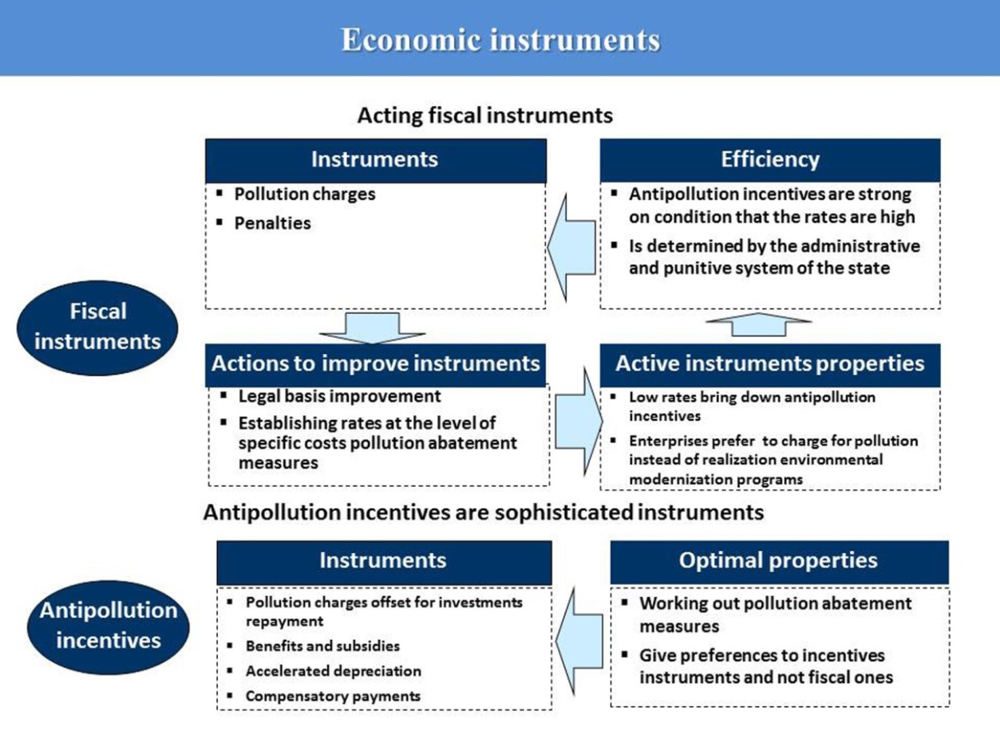 Economic instruments
Acting fiscal instruments
Fiscal
instruments
Instruments
▪ Pollution charges
▪ Penalties
Efficiency
▪ Antipollution incentives are strong
on condition that the rates are high
▪ Is determined by the administrative
and punitive system of the state
Actions to improve instruments
▪ Legal basis improvement
▪ Establishing rates at the level of
specific costs pollution abatement
measures
Active instruments properties
▪ Low rates bring down antipollution
incentives
▪ Enterprises prefer to charge for pollution
instead of realization environmental
modernization programs
Antipollution incentives are sophisticated instruments
Antipollution
incentives
Instruments
▪ Pollution charges offset for investments
repayment
▪ Benefits and subsidies
▪ Accelerated depreciation
▪ Compensatory payments
Optimal properties
▪ Working out pollution abatement
measures
▪ Give preferences to incentives
instruments and not fiscal ones